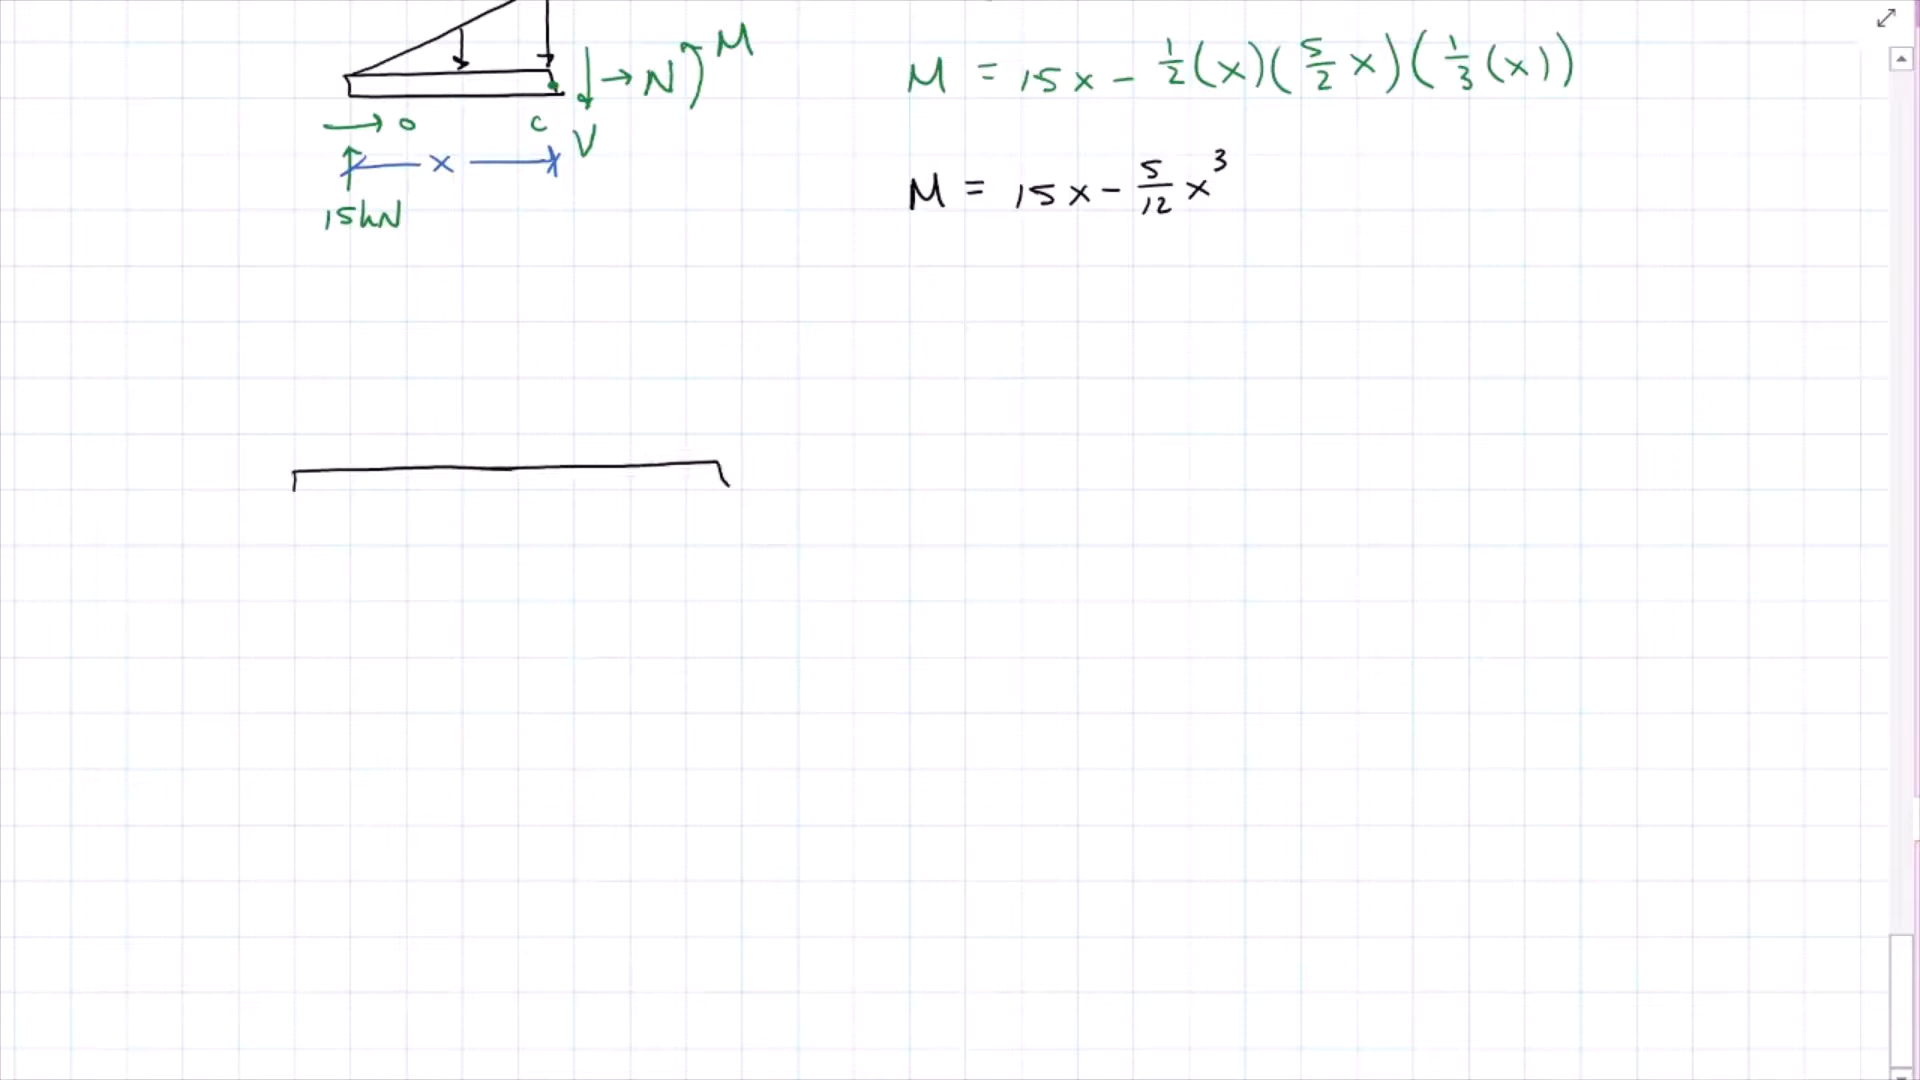 M = 15x - 1/2 (x)(5/2 x)(1/3 (x))
→ N ) M
→ O C V
x
15kN
M = 15x - 5/12 x³